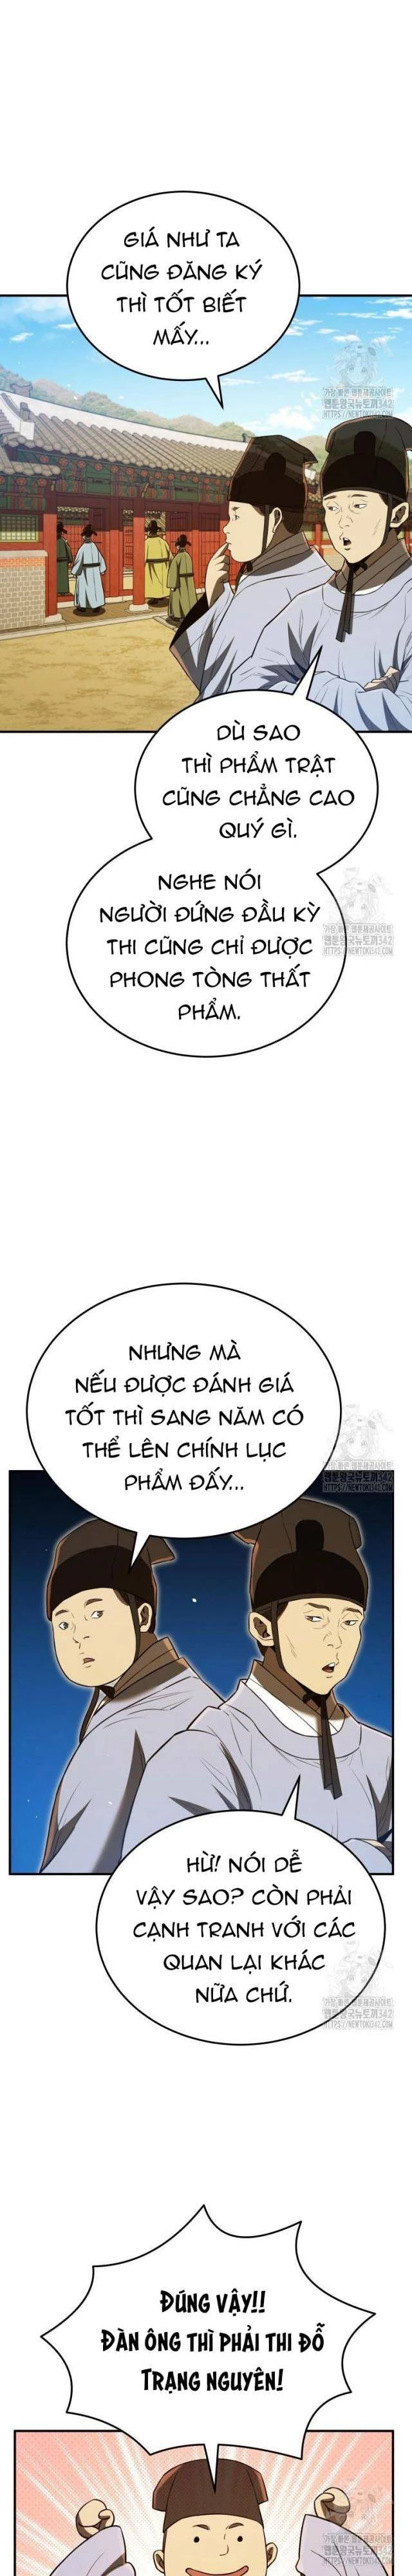 GIÁ NHƯ TA
CŨNG ĐĂNG KÝ
THÌ TỐT BIẾT
MẤY...
DÙ SAO
THÌ PHẨM TRẬT
CŨNG CHẲNG CAO
QUÝ GÌ.
NGHE NÓI
NGƯỜI ĐỨNG ĐẦU KỲ
THI CŨNG CHỈ ĐƯỢC
PHONG TÒNG THẤT
PHẨM.
NHƯNG MÀ
NẾU ĐƯỢC ĐÁNH GIÁ
TỐT THÌ SANG NĂM CÓ
THỂ LÊN CHÍNH LỤC
PHẨM ĐẤY...
HỪ! NÓI DỄ
VẬY SAO? CÒN PHẢI
CẠNH TRANH VỚI CÁC
QUAN LẠI KHÁC
NỮA CHỨ.
ĐÚNG VẬY!!
ĐÀN ÔNG THÌ PHẢI THI ĐỖ
TRẠNG NGUYÊN!